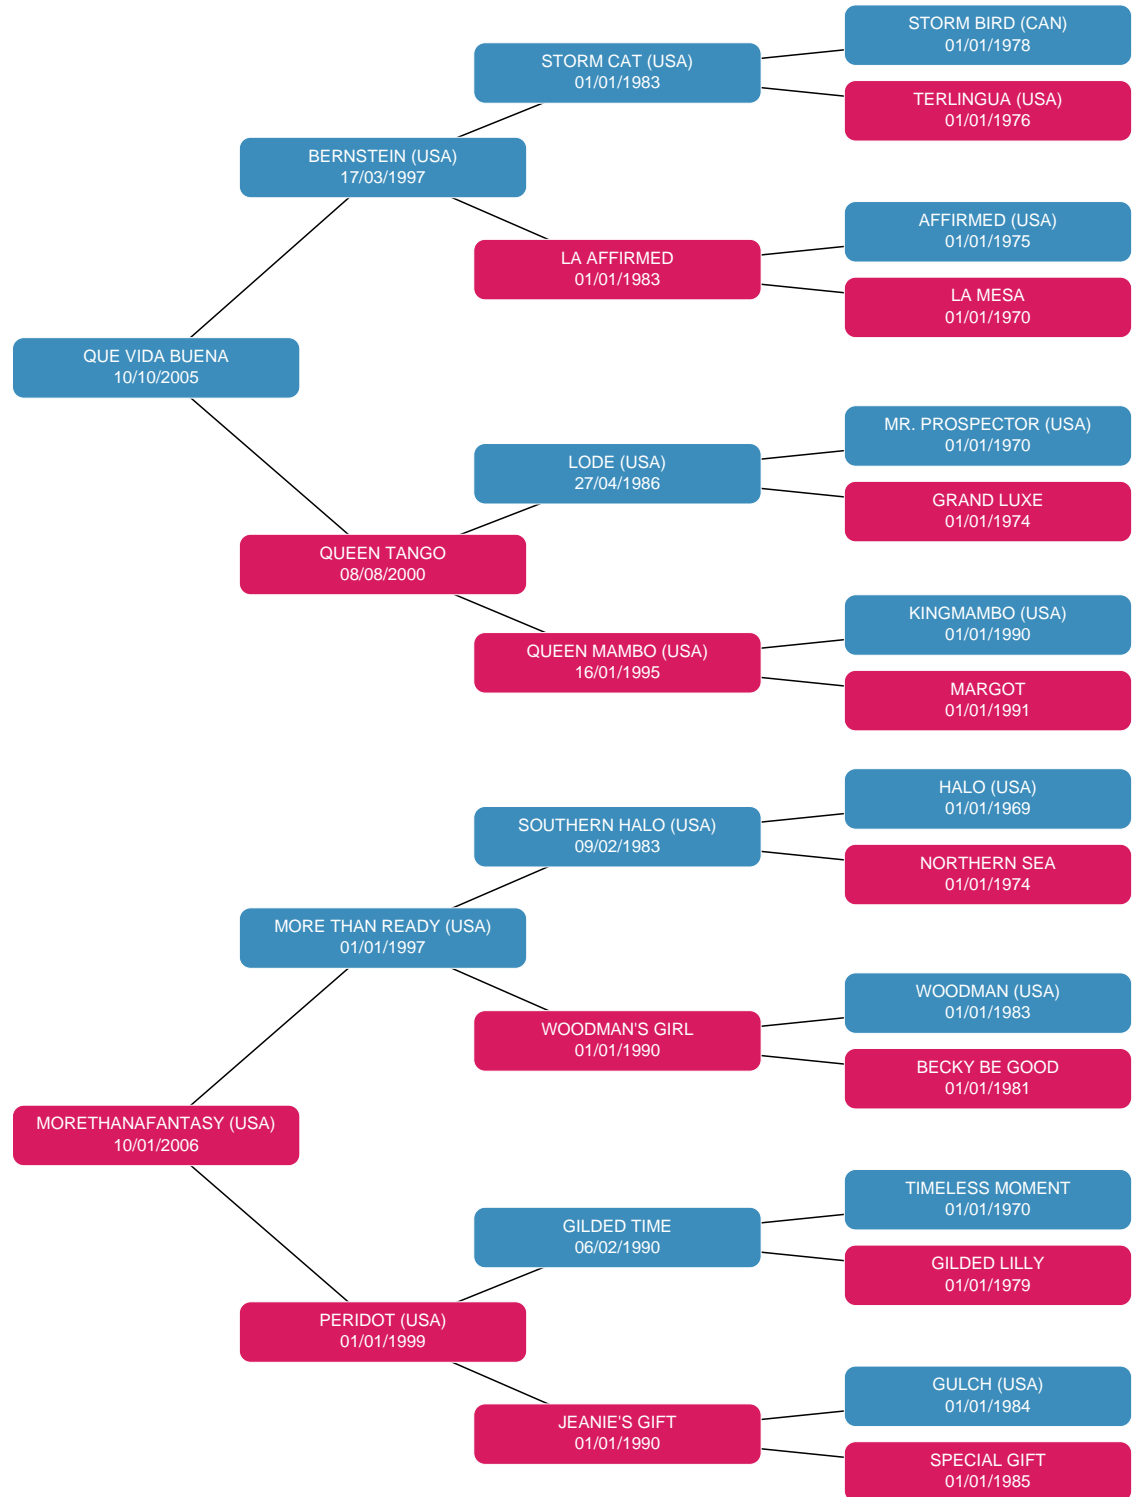 STORM BIRD (CAN)
01/01/1978
STORM CAT (USA)
01/01/1983
TERLINGUA (USA)
01/01/1976
BERNSTEIN (USA)
17/03/1997
AFFIRMED (USA)
01/01/1975
LA AFFIRMED
01/01/1983
LA MESA
01/01/1970
QUE VIDA BUENA
10/10/2005
MR. PROSPECTOR (USA)
01/01/1970
LODE (USA)
27/04/1986
GRAND LUXE
01/01/1974
QUEEN TANGO
08/08/2000
KINGMAMBO (USA)
01/01/1990
QUEEN MAMBO (USA)
16/01/1995
MARGOT
01/01/1991
HALO (USA)
01/01/1969
SOUTHERN HALO (USA)
09/02/1983
NORTHERN SEA
01/01/1974
MORE THAN READY (USA)
01/01/1997
WOODMAN (USA)
01/01/1983
WOODMAN'S GIRL
01/01/1990
BECKY BE GOOD
01/01/1981
MORETHANAFANTASY (USA)
10/01/2006
TIMELESS MOMENT
01/01/1970
GILDED TIME
06/02/1990
GILDED LILLY
01/01/1979
PERIDOT (USA)
01/01/1999
GULCH (USA)
01/01/1984
JEANIE'S GIFT
01/01/1990
SPECIAL GIFT
01/01/1985